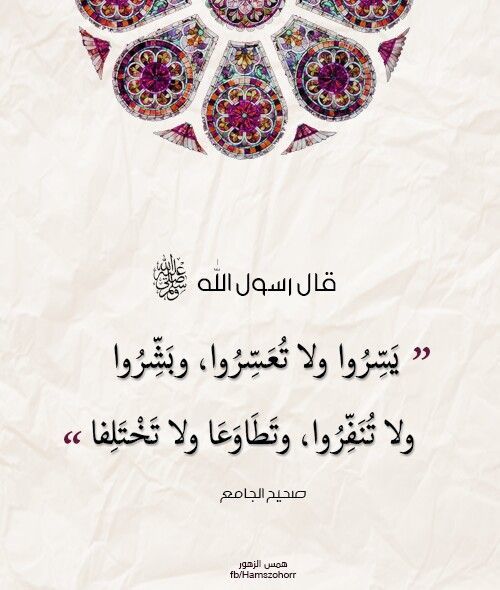 قال رسول الله ﷺ
” يَسِّرُوا ولا تُعَسِّرُوا، وبَشِّرُوا
ولا تُنَفِّرُوا، وتَطَاوَعَا ولا تَخْتَلِفا “
صحيح الجامع
همس الزهور
fb/Hamszohorr